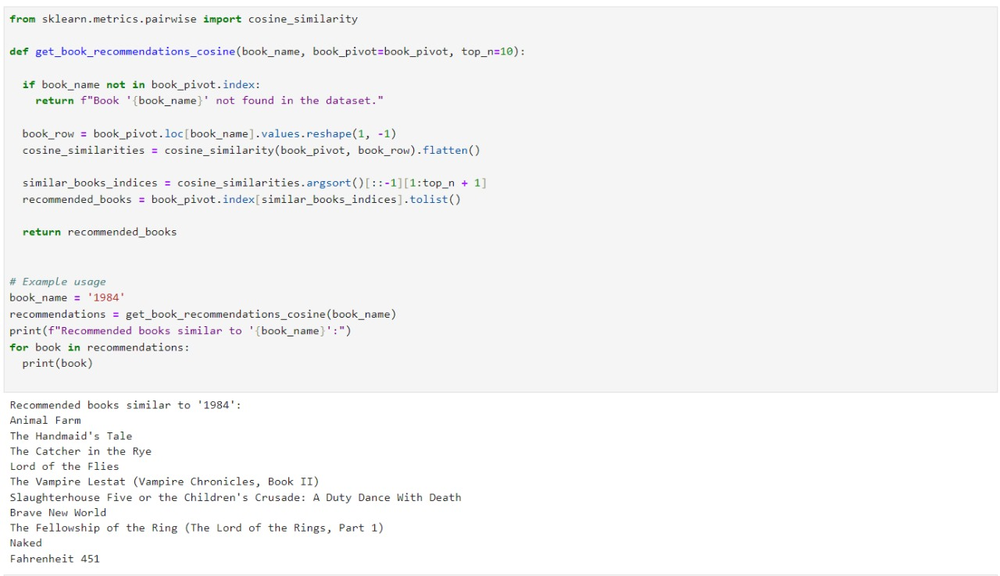 from sklearn.metrics.pairwise import cosine_similarity
def get_book_recommendations_cosine(book_name, book_pivot=book_pivot, top_n=10):
if book_name not in book_pivot.index:
return f"Book '{book_name}' not found in the dataset."
book_row = book_pivot.loc[book_name].values.reshape(1, -1)
cosine_similarities = cosine_similarity(book_pivot, book_row).flatten()
similar_books_indices = cosine_similarities.argsort()[::-1][1:top_n + 1]
recommended_books = book_pivot.index[similar_books_indices].tolist()
return recommended_books
# Example usage
book_name = '1984'
recommendations = get_book_recommendations_cosine(book_name)
print(f"Recommended books similar to '{book_name}':")
for book in recommendations:
print(book)
Recommended books similar to '1984':
Animal Farm
The Handmaid's Tale
The Catcher in the Rye
Lord of the Flies
The Vampire Lestat (Vampire Chronicles, Book II)
Slaughterhouse Five or the Children's Crusade: A Duty Dance With Death
Brave New World
The Fellowship of the Ring (The Lord of the Rings, Part 1)
Naked
Fahrenheit 451